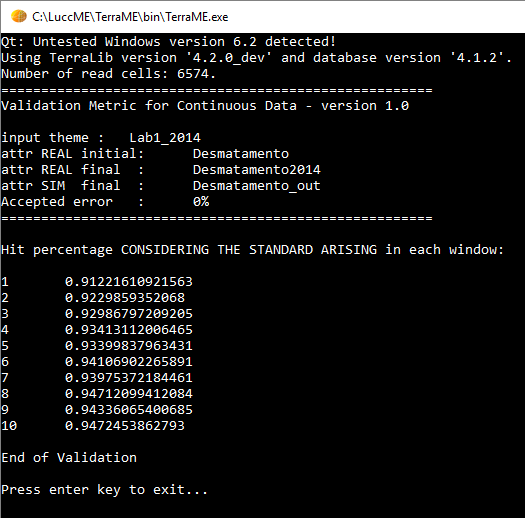 C:\LuccME\TerraME\bin\TerraME.exe
Qt: Untested Windows version 6.2 detected!
Using TerraLib version '4.2.0_dev' and database version '4.1.2'.
Number of read cells: 6574.
======================================================
Validation Metric for Continuous Data - version 1.0
input theme :   Lab1_2014
attr REAL initial:      Desmatamento
attr REAL final  :      Desmatamento2014
attr SIM  final  :      Desmatamento_out
Accepted error   :      0%
======================================================
Hit percentage CONSIDERING THE STANDARD ARISING in each window:
1       0.91221610921563
2       0.9229859352068
3       0.92986797209205
4       0.93413112006465
5       0.93399837963431
6       0.94106902265891
7       0.93975372184461
8       0.94712099412084
9       0.94336065400685
10      0.9472453862793
End of Validation
Press enter key to exit...